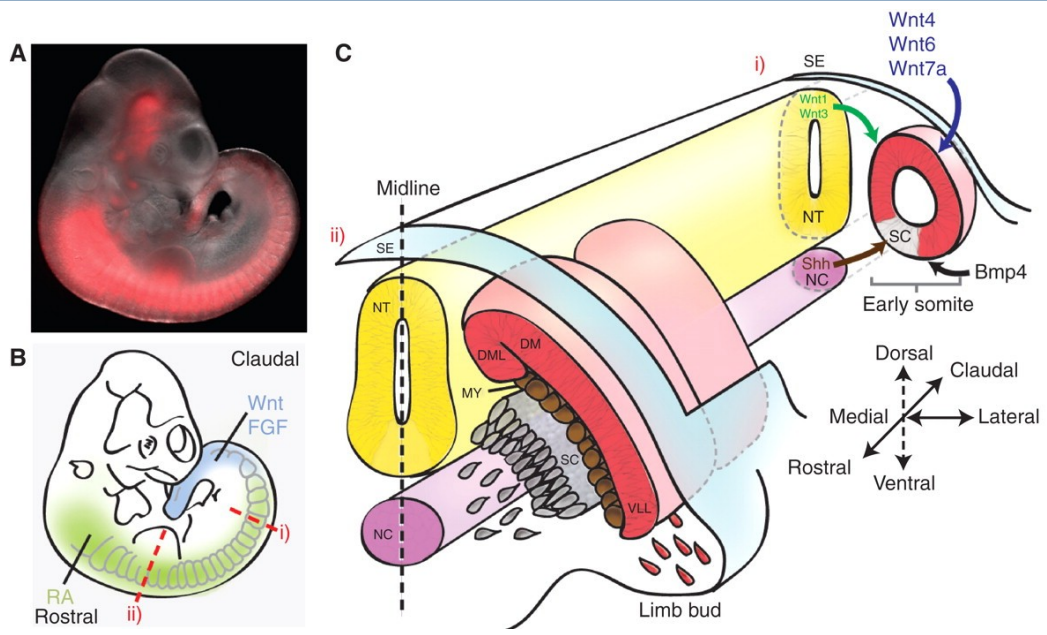 A
B
Claudal
Wnt
FGF
i)
RA
Rostral
ii)
C
Wnt4
Wnt6
Wnt7a
i)
SE
Wnt1
Wnt3
NT
SC
Shh
NC
Bmp4
Early somite
Midline
ii)
SE
NT
DML
DM
MY
SC
VLL
NC
Limb bud
Dorsal
Claudal
Medial
Lateral
Rostral
Ventral